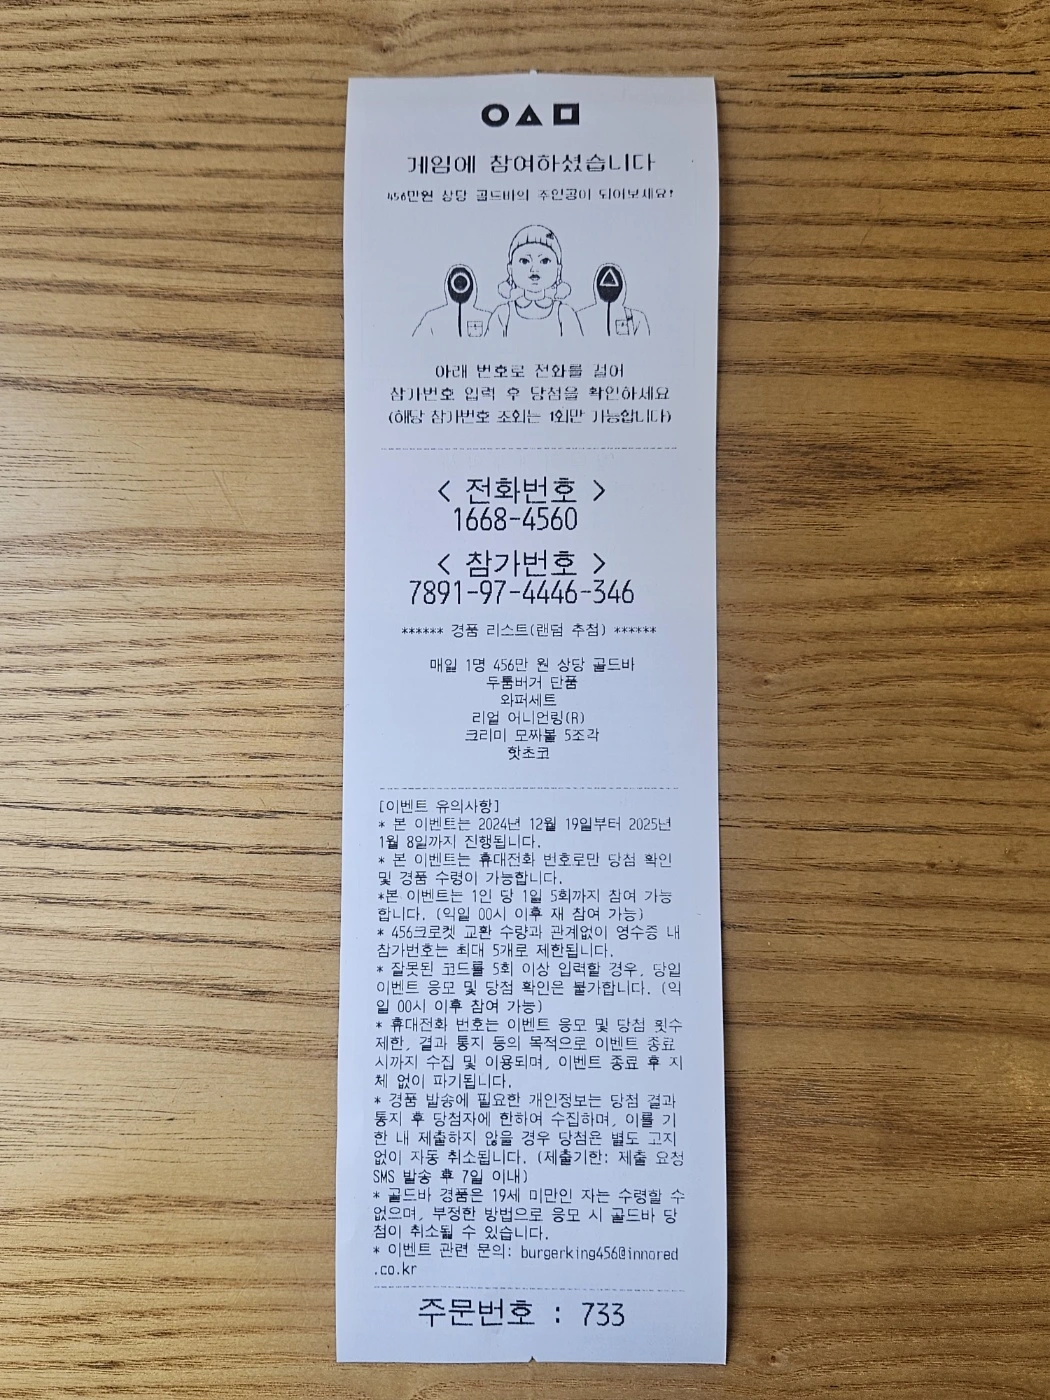 게임에 참여하셨습니다
456만원 상당 골드바의 주인공이 되어보세요!
아래 번호로 전화를 걸어
참가번호 입력 후 당첨을 확인하세요
(해당 참가번호 조회는 1회만 가능합니다)
< 전화번호 >
1668-4560
< 참가번호 >
7891-97-4446-346
****** 경품 리스트(랜덤 추첨) ******
매일 1명 456만 원 상당 골드바
두툼버거 단품
와퍼세트
리얼 어니언링(R)
크리미 모짜볼 5조각
핫초코
[이벤트 유의사항]
* 본 이벤트는 2024년 12월 19일부터 2025년
1월 8일까지 진행됩니다.
* 본 이벤트는 휴대전화 번호로만 당첨 확인
및 경품 수령이 가능합니다.
*본 이벤트는 1인 당 1일 5회까지 참여 가능
합니다. (익일 00시 이후 재 참여 가능)
* 456크로켓 교환 수량과 관계없이 영수증 내
참가번호는 최대 5개로 제한됩니다.
* 잘못된 코드를 5회 이상 입력할 경우, 당일
이벤트 응모 및 당첨 확인은 불가합니다. (익
일 00시 이후 참여 가능)
* 휴대전화 번호는 이벤트 응모 및 당첨 횟수
제한, 결과 통지 등의 목적으로 이벤트 종료
시까지 수집 및 이용되며, 이벤트 종료 후 지
체 없이 파기됩니다.
* 경품 발송에 필요한 개인정보는 당첨 결과
통지 후 당첨자에 한하여 수집하며, 이를 기
한 내 제출하지 않을 경우 당첨은 별도 고지
없이 자동 취소됩니다. (제출기한: 제출 요청
SMS 발송 후 7일 이내)
* 골드바 경품은 19세 미만인 자는 수령할 수
없으며, 부정한 방법으로 응모 시 골드바 당
첨이 취소될 수 있습니다.
* 이벤트 관련 문의: burgerking456@innored
.co.kr
주문번호 : 733